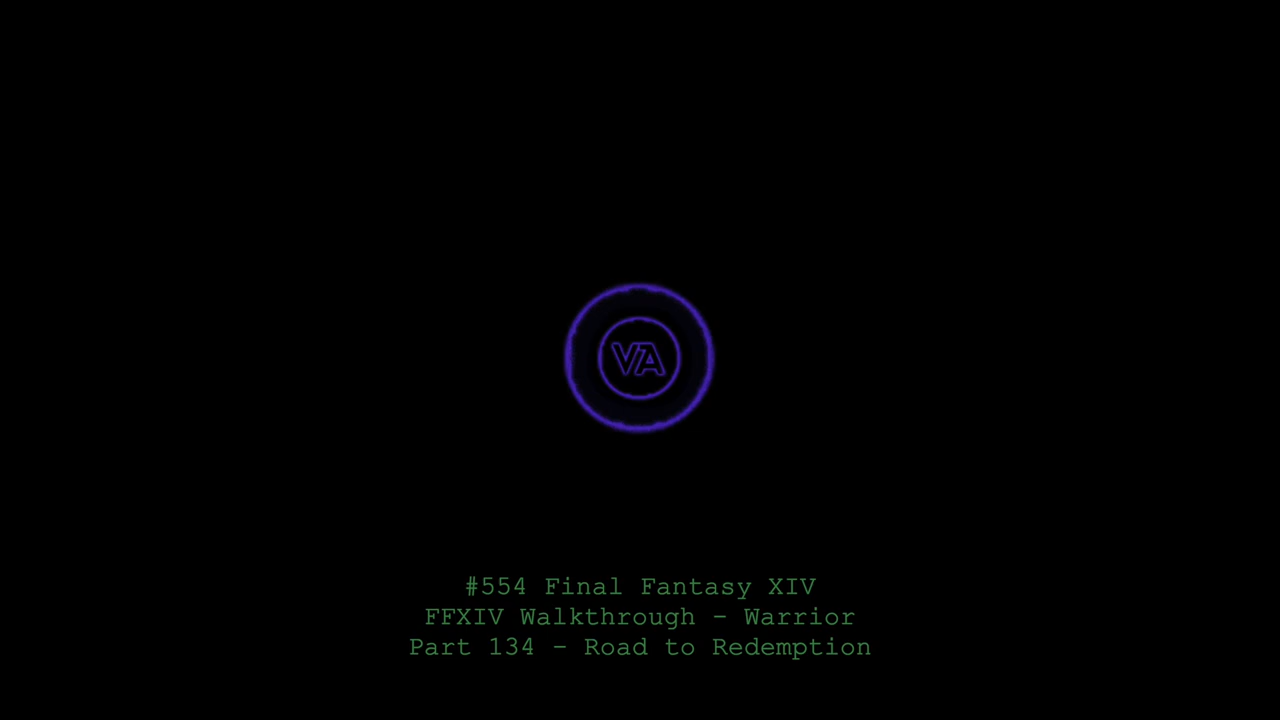 VA
#554 Final Fantasy XIV
FFXIV Walkthrough - Warrior
Part 134 - Road to Redemption